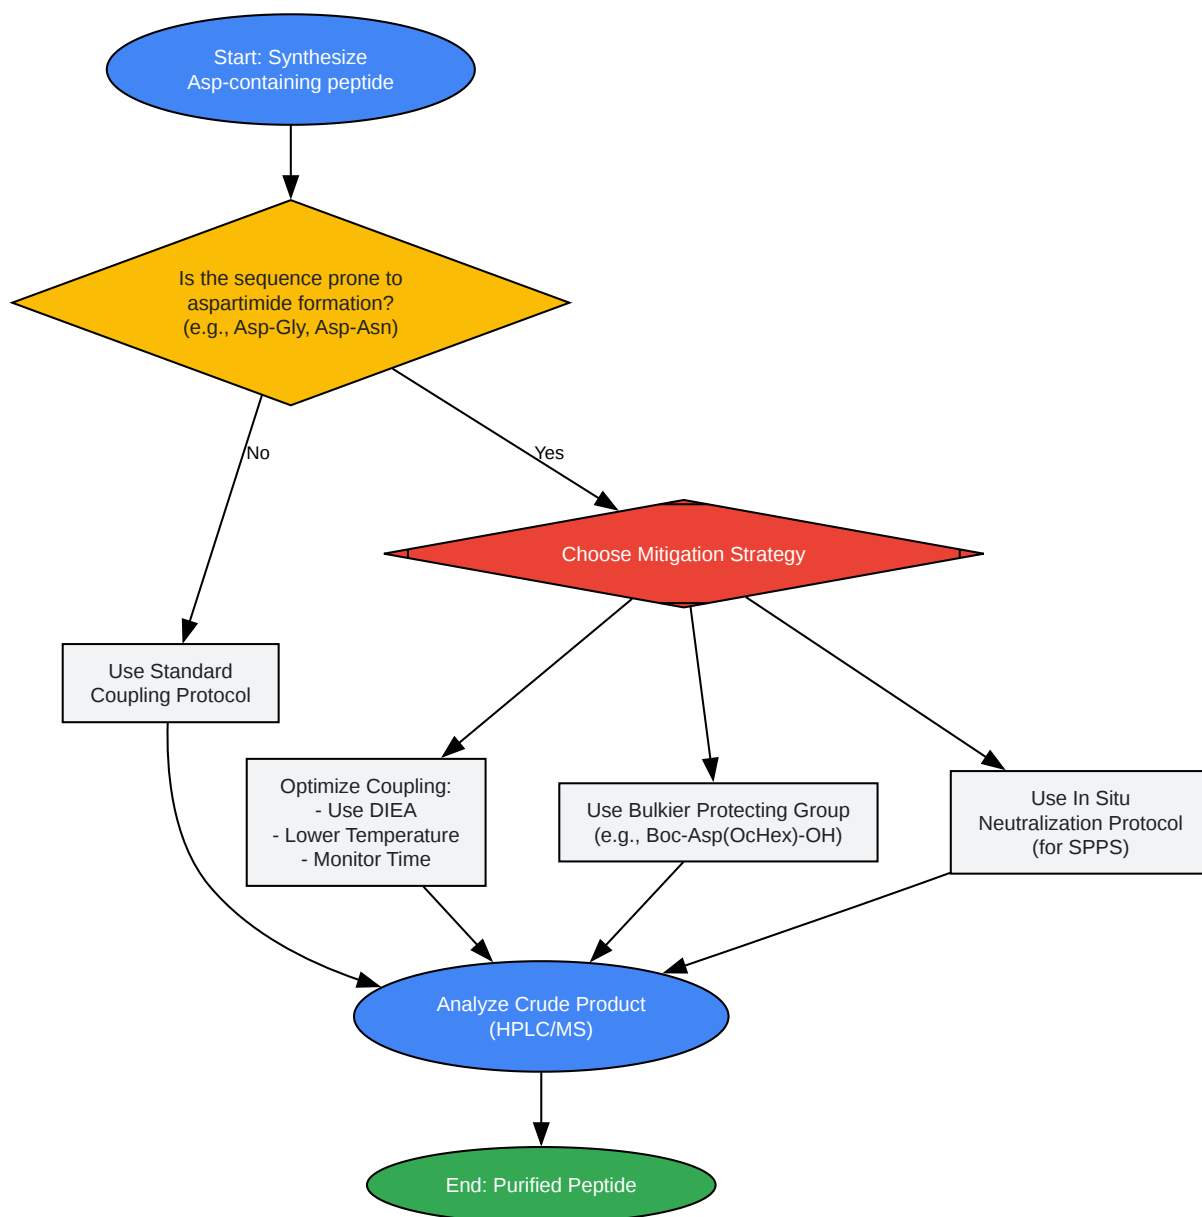 Start: Synthesize
Asp-containing peptide
Is the sequence prone to
aspartimide formation?
(e.g., Asp-Gly, Asp-Asn)
No
Yes
Choose Mitigation Strategy
Use Standard
Coupling Protocol
Optimize Coupling:
- Use DIEA
- Lower Temperature
- Monitor Time
Use Bulkier Protecting Group
(e.g., Boc-Asp(OcHex)-OH)
Use In Situ
Neutralization Protocol
(for SPPS)
Analyze Crude Product
(HPLC/MS)
End: Purified Peptide